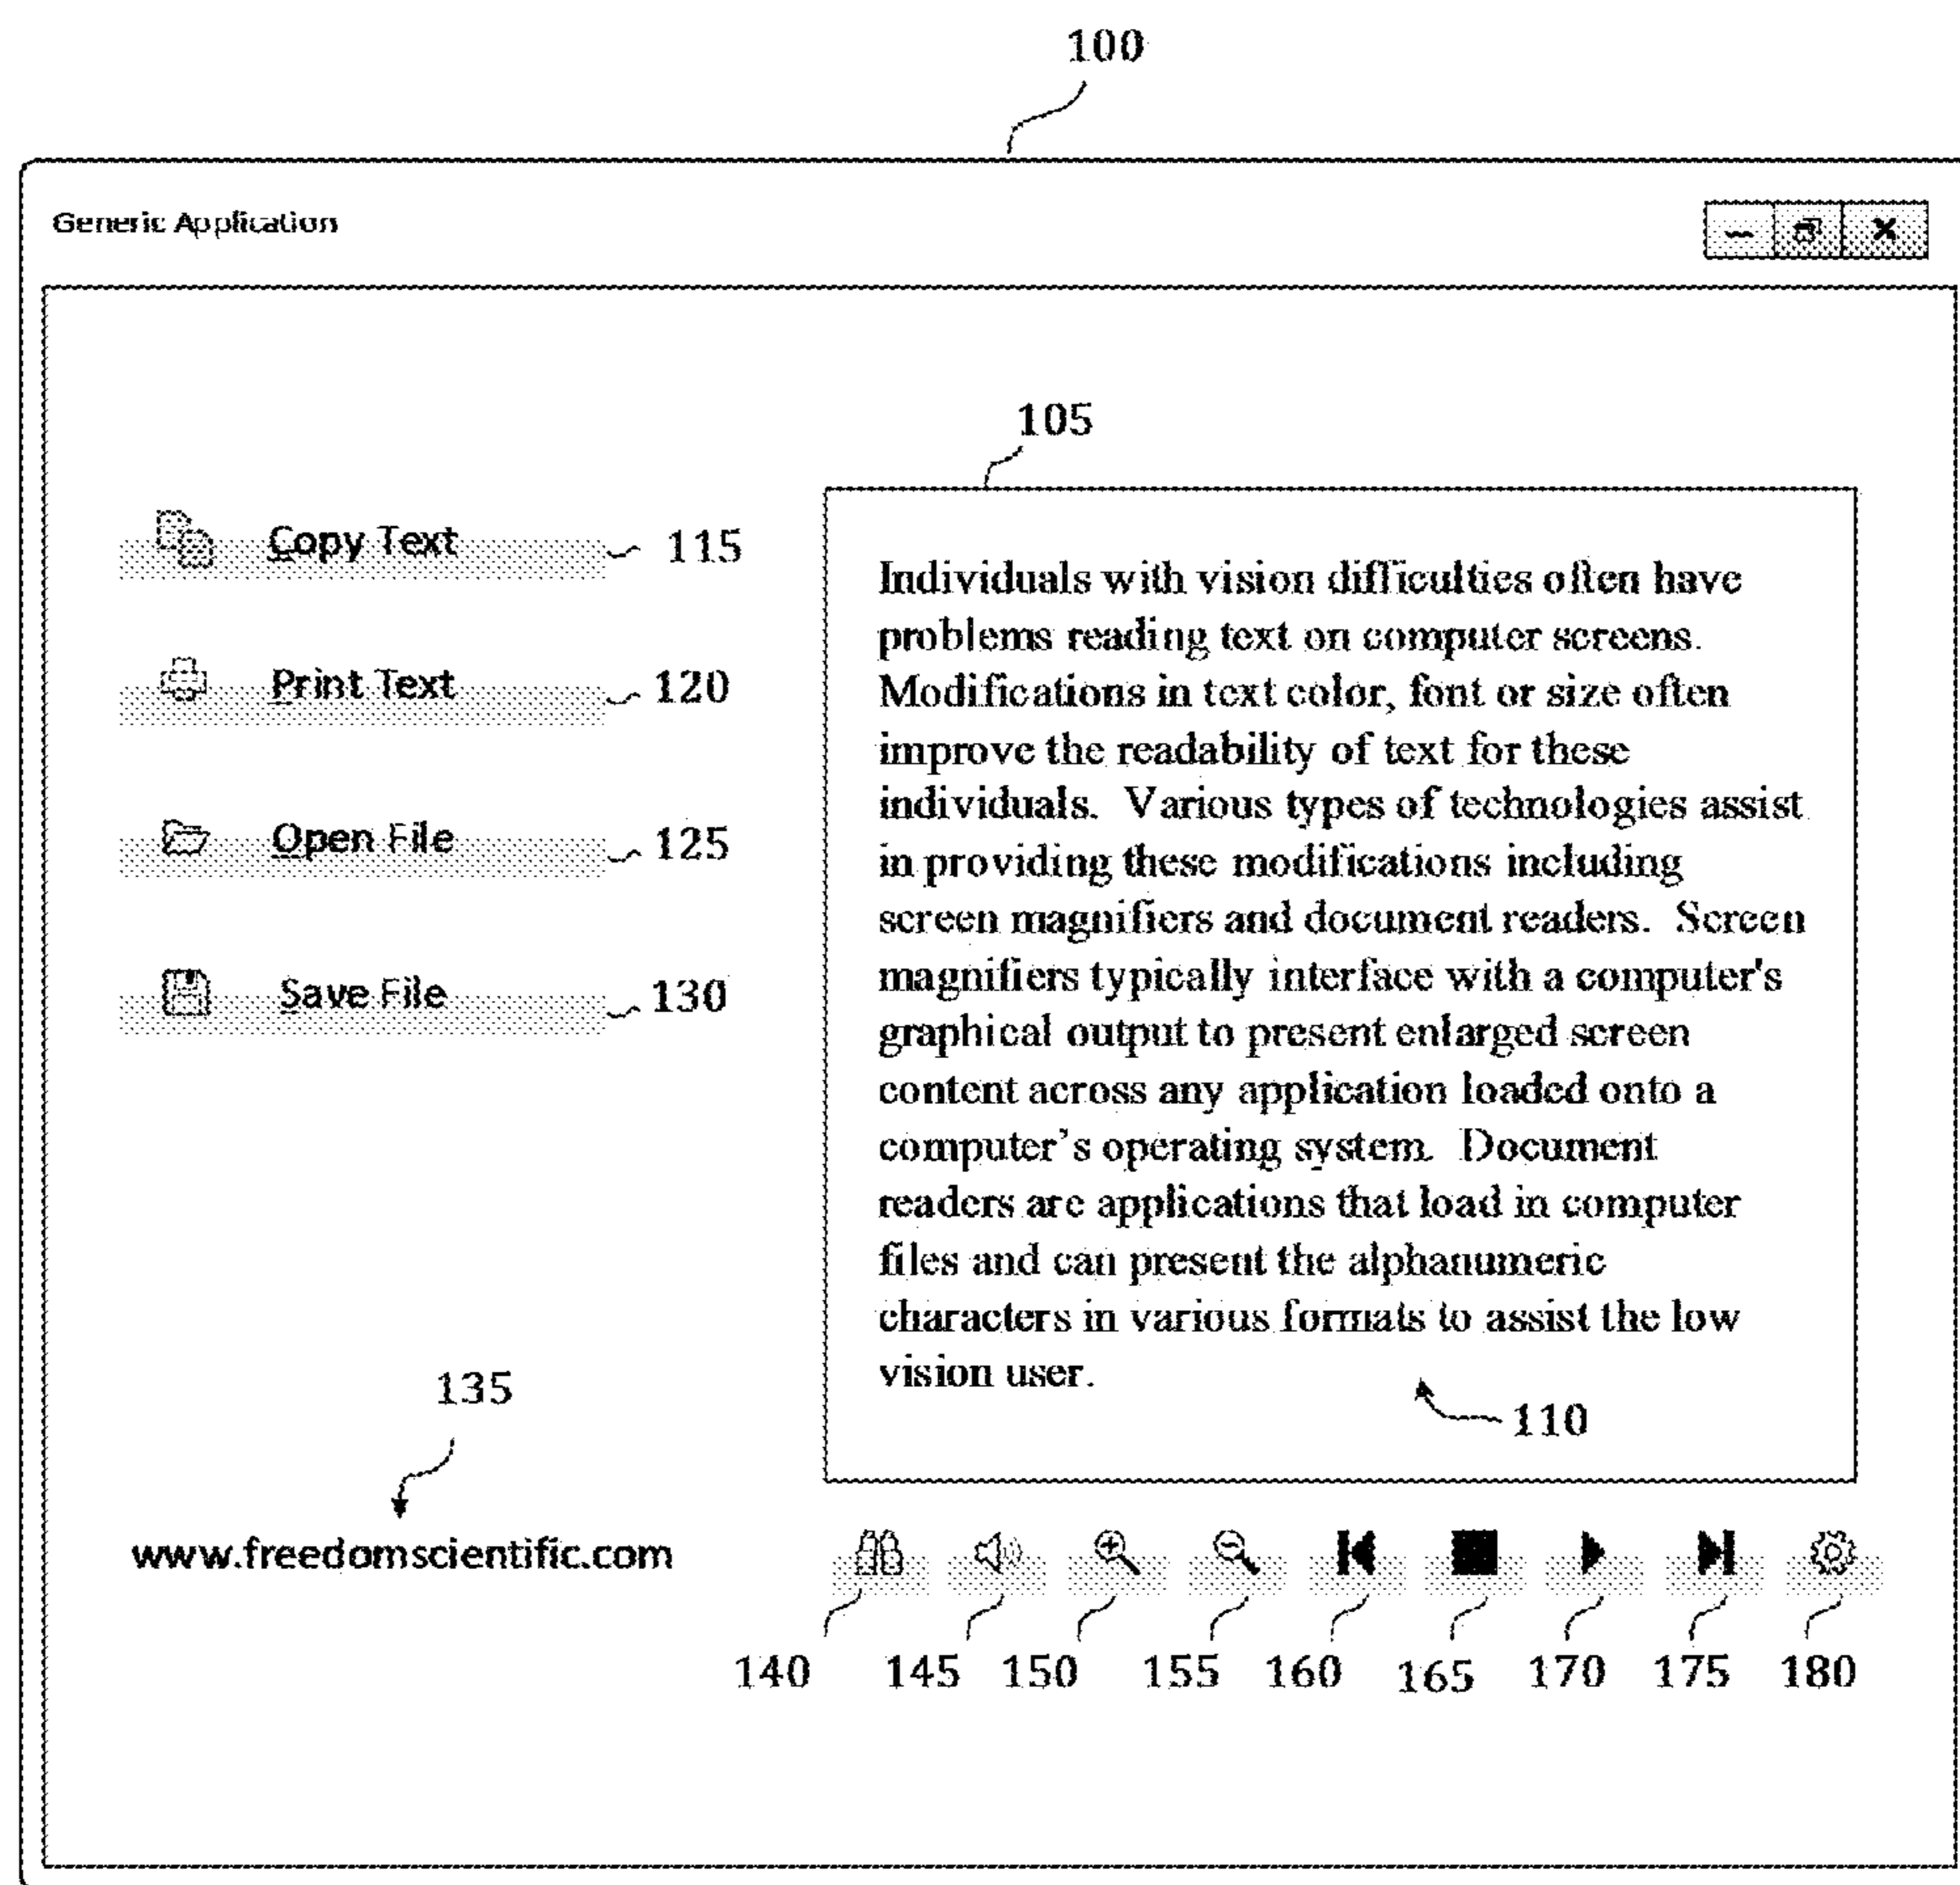 100
Generic Application
105
Copy Text 115
Print Text 120
Open File 125
Save File 130
Individuals with vision difficulties often have
problems reading text on computer screens.
Modifications in text color, font or size often
improve the readability of text for these
individuals.  Various types of technologies assist
in providing these modifications including
screen magnifiers and document readers.  Screen
magnifiers typically interface with a computer's
graphical output to present enlarged screen
content across any application loaded onto a
computer’s operating system.  Document
readers are applications that load in computer
files and can present the alphanumeric
characters in various formats to assist the low
vision user.
110
135
www.freedomscientific.com
140 145 150 155 160 165 170 175 180